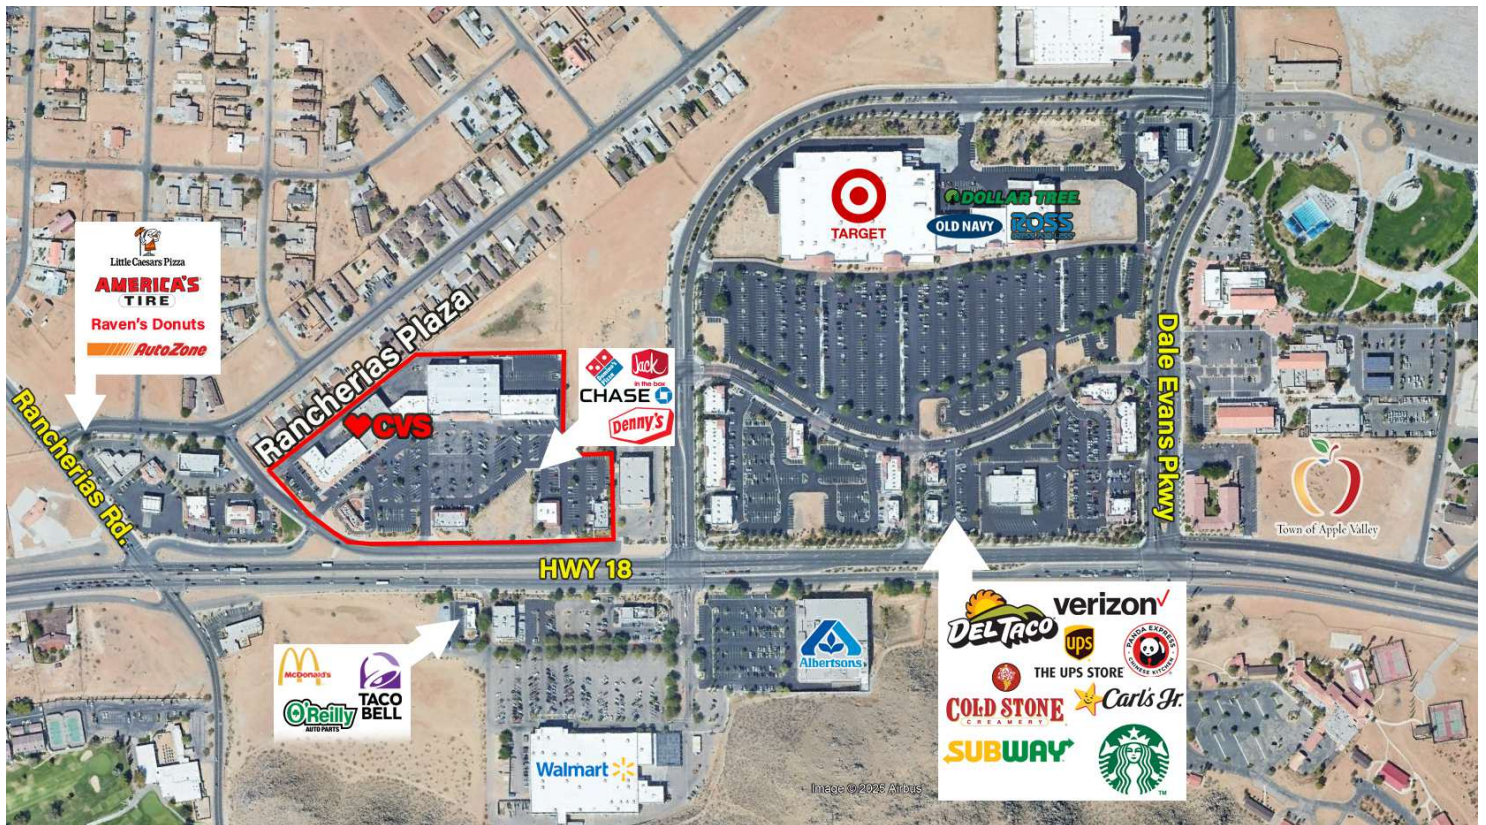 Little Caesars Pizza
AMERICA'S
TIRE
Raven's Donuts
AutoZone
Rancherias Rd.
Rancherias Plaza
CVS
Domino's
Pizza
Jack
in the box
CHASE
Denny's
TARGET
DOLLAR TREE
OLD NAVY
ROSS
Dale Evans Pkwy
Town of Apple Valley
HWY 18
McDonald's
TACO
BELL
O'Reilly
AUTO PARTS
Walmart
Albertsons
DEL TACO
verizon
ups
THE UPS STORE
PANDA EXPRESS
CHINESE KITCHEN
COLD STONE
CREAMERY
Carl's Jr.
SUBWAY
TM
Image © 2025 Airbus